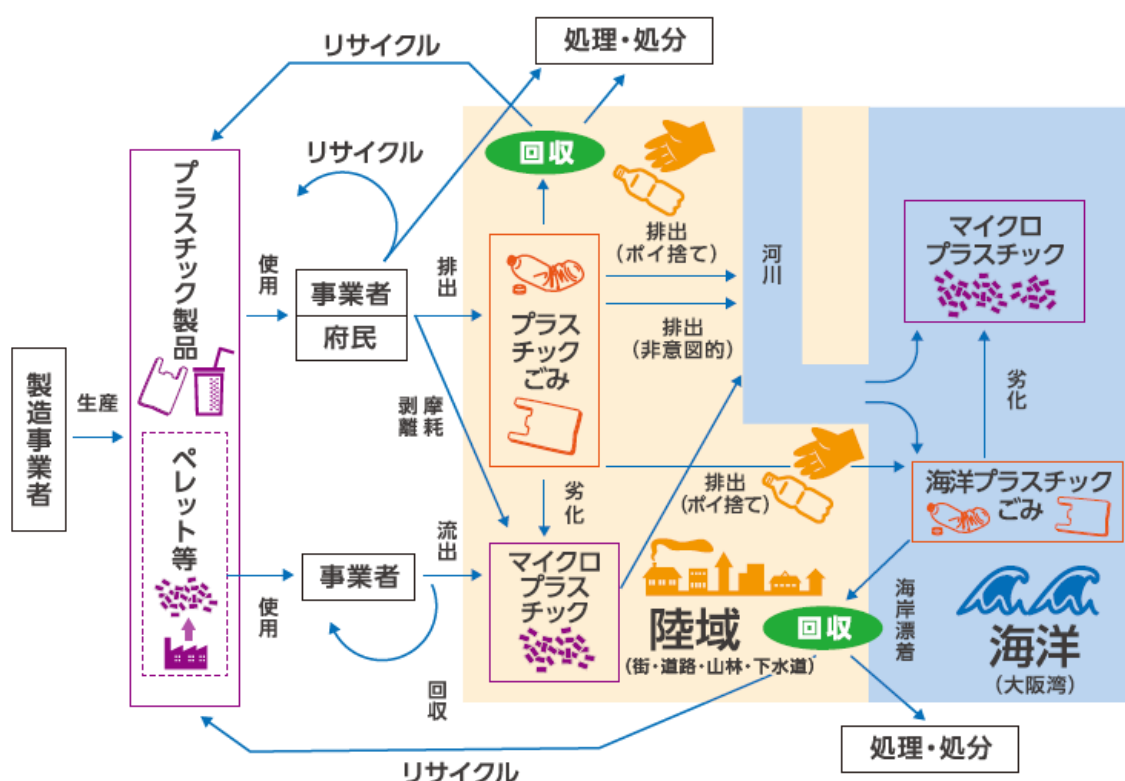 リサイクル
処理・処分
回収
リサイクル
プラスチック製品
使用
事業者
府民
排出
プラス
チック
ごみ
排出
(ポイ捨て)
排出
(非意図的)
河川
マイクロ
プラスチック
製造事業者
生産
摩耗
剥離
劣化
劣化
排出
(ポイ捨て)
海洋プラスチック
ごみ
ペレット等
使用
事業者
流出
回収
マイクロ
プラス
チック
陸域
(街・道路・山林・下水道)
回収
海岸漂着
海洋
(大阪湾)
処理・処分
リサイクル